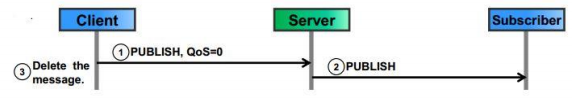 Client
Server
Subscriber
1 PUBLISH, QoS=0
2 PUBLISH
3 Delete the
message.